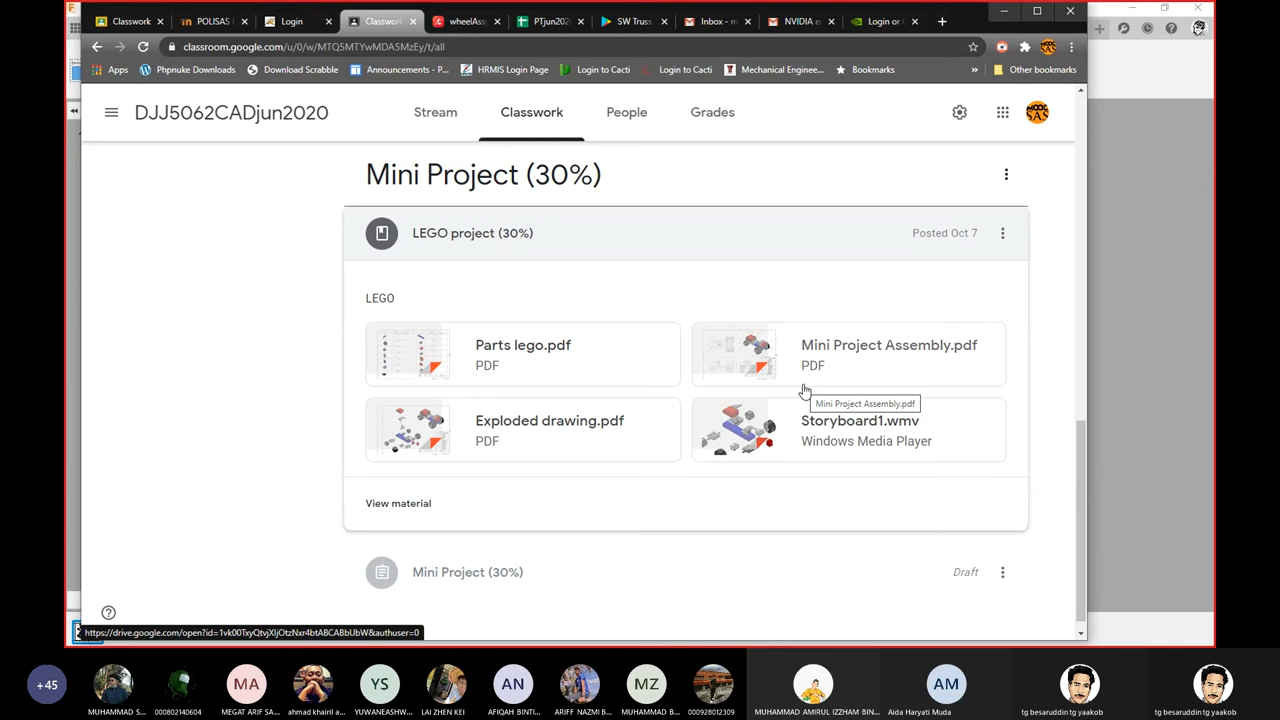 Classwork
POLISAS L
Login
Classwork
wheelAss
PTjun202
SW Trus
Inbox - m
NVIDIA e
Login or
classroom.google.com/u/0/w/MTQ5MTYwMDA5MzEy/t/all
Apps
Phpnuke Downloads
Download Scrabble
Announcements - P...
HRMIS Login Page
Login to Cacti
Login to Cacti
Mechanical Enginee...
Bookmarks
»
Other bookmarks
DJJ5062CADjun2020
Stream
Classwork
People
Grades
MOOC SAS
Mini Project (30%)
LEGO project (30%)
Posted Oct 7
LEGO
Parts lego.pdf
PDF
Mini Project Assembly.pdf
PDF
Mini Project Assembly.pdf
Exploded drawing.pdf
PDF
Storyboard1.wmv
Windows Media Player
View material
Mini Project (30%)
Draft
https://drive.google.com/open?id=1vk00TxyQtvjXIjOtzNxr4btABCABbUbW&authuser=0
+45
MA
YS
AN
MZ
AM
MUHAMMAD S...
000802140604
MEGAT ARIF SA...
ahmad khairil a...
YUWANEASHW...
LAI ZHEN KEI
AFIQAH BINTI...
ARIFF NAZMI B...
MUHAMMAD B...
000928012309
MUHAMMAD AMIRUL IZZHAM BIN...
Aida Haryati Muda
tg besaruddin tg yaakob
tg besaruddin tg yaakob